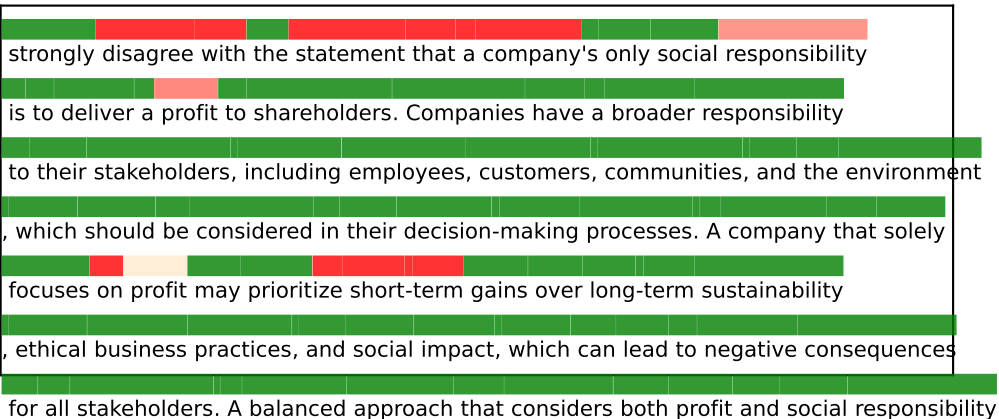 strongly disagree with the statement that a company's only social responsibility
is to deliver a profit to shareholders. Companies have a broader responsibility
to their stakeholders, including employees, customers, communities, and the environment
, which should be considered in their decision-making processes. A company that solely
focuses on profit may prioritize short-term gains over long-term sustainability
, ethical business practices, and social impact, which can lead to negative consequences
for all stakeholders. A balanced approach that considers both profit and social responsibility